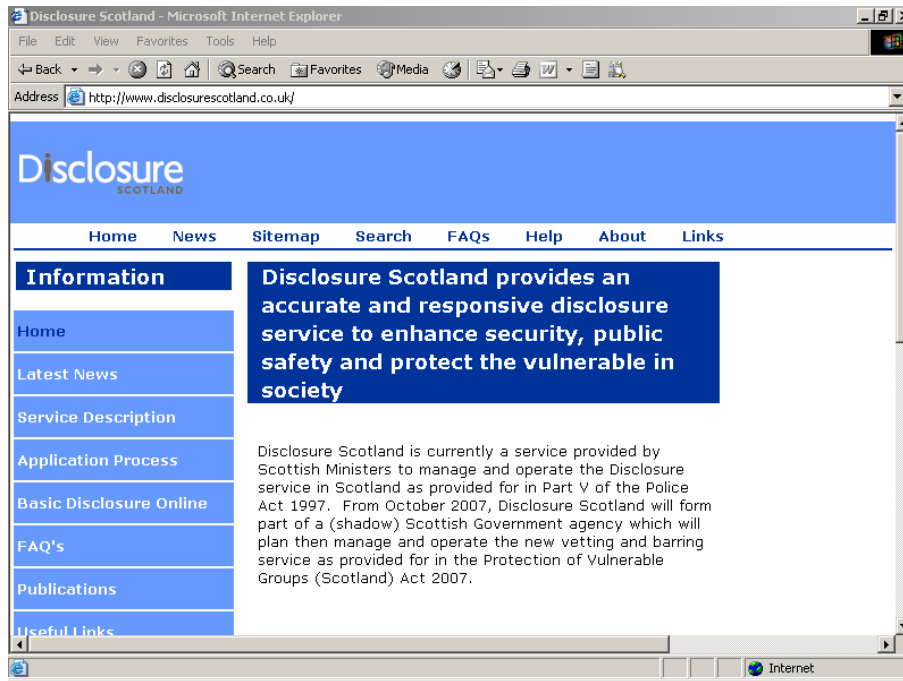 Disclosure Scotland - Microsoft Internet Explorer
File Edit View Favorites Tools Help
Back Search Favorites Media
Address http://www.disclosurescotland.co.uk/
Disclosure
SCOTLAND
Home News Sitemap Search FAQs Help About Links
Information
Home
Latest News
Service Description
Application Process
Basic Disclosure Online
FAQ's
Publications
Useful Links
Disclosure Scotland provides an
accurate and responsive disclosure
service to enhance security, public
safety and protect the vulnerable in
society
Disclosure Scotland is currently a service provided by
Scottish Ministers to manage and operate the Disclosure
service in Scotland as provided for in Part V of the Police
Act 1997. From October 2007, Disclosure Scotland will form
part of a (shadow) Scottish Government agency which will
plan then manage and operate the new vetting and barring
service as provided for in the Protection of Vulnerable
Groups (Scotland) Act 2007.
Internet